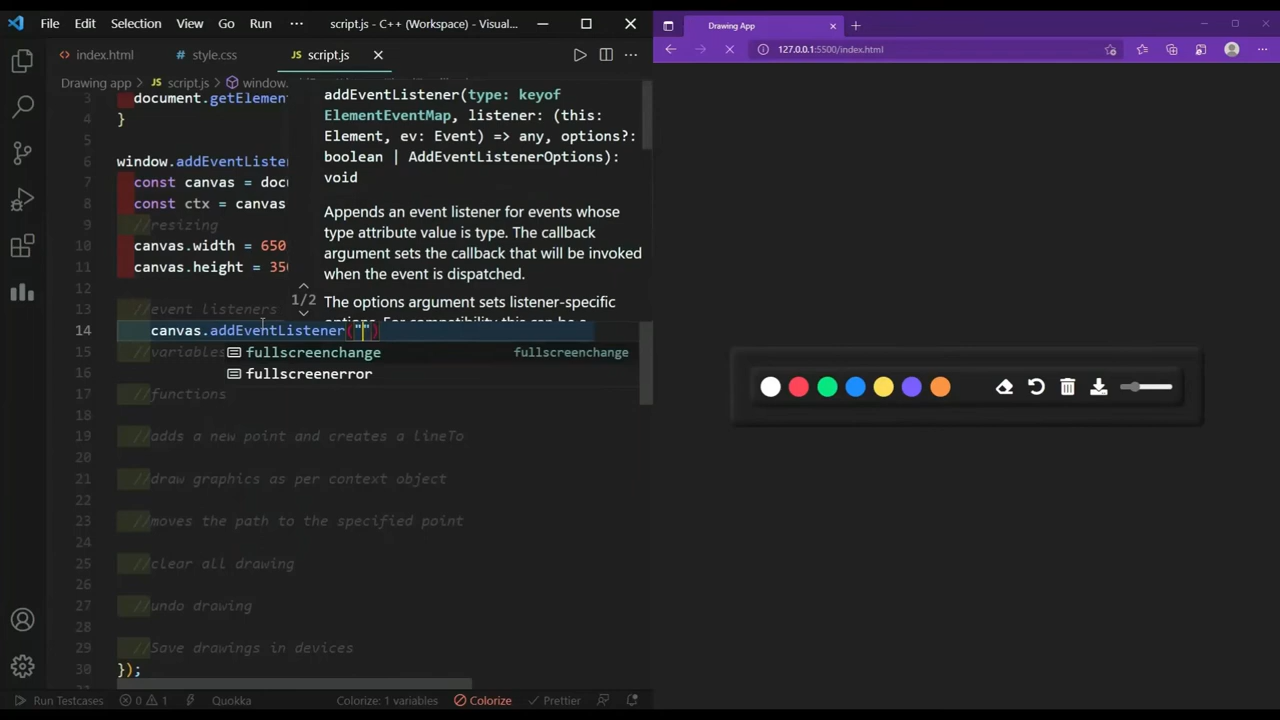 File Edit Selection View Go Run ··· script.js - C++ (Workspace) - Visual...
index.html style.css JS script.js
Drawing app > JS script.js > window.
3 document.getElement
4 }
5
6 window.addEventListe
7 const canvas = docu
8 const ctx = canvas
9 //resizing
10 canvas.width = 650
11 canvas.height = 350
12
13 //event listeners
14 canvas.addEventListener("")
15 //variables
16
17 //functions
18
19 //adds a new point and creates a lineTo
20
21 //draw graphics as per context object
22
23 //moves the path to the specified point
24
25 //clear all drawing
26
27 //undo drawing
28
29 //Save drawings in devices
30 });
addEventListener(type: keyof
ElementEventMap, listener: (this:
Element, ev: Event) => any, options?:
boolean | AddEventListenerOptions):
void
Appends an event listener for events whose
type attribute value is type. The callback
argument sets the callback that will be invoked
when the event is dispatched.
1/2
The options argument sets listener-specific
fullscreenchange fullscreenchange
fullscreenerror
Run Testcases 0 1 Quokka Colorize: 1 variables Colorize Prettier
Drawing App
127.0.0.1:5500/index.html